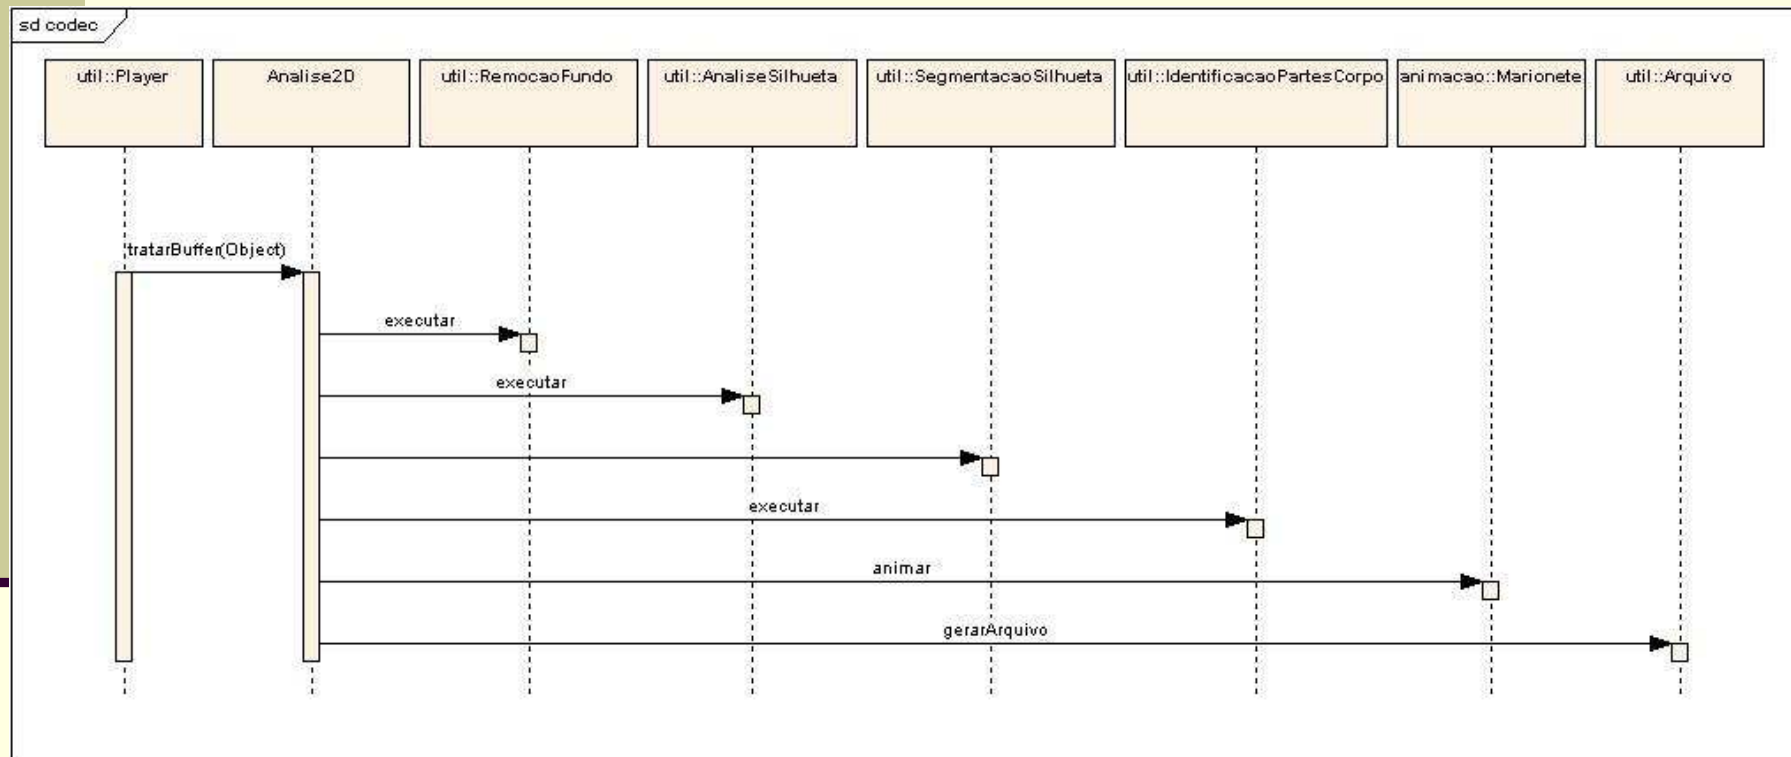 sd codec
util::Player
Analise2D
util::RemocaoFundo
util::AnaliseSilhueta
util::SegmentacaoSilhueta
util::IdentificacaoPartesCorpo
animacao::Marionete
util::Arquivo
tratarBuffer(Object)
executar
executar
executar
animar
gerarArquivo